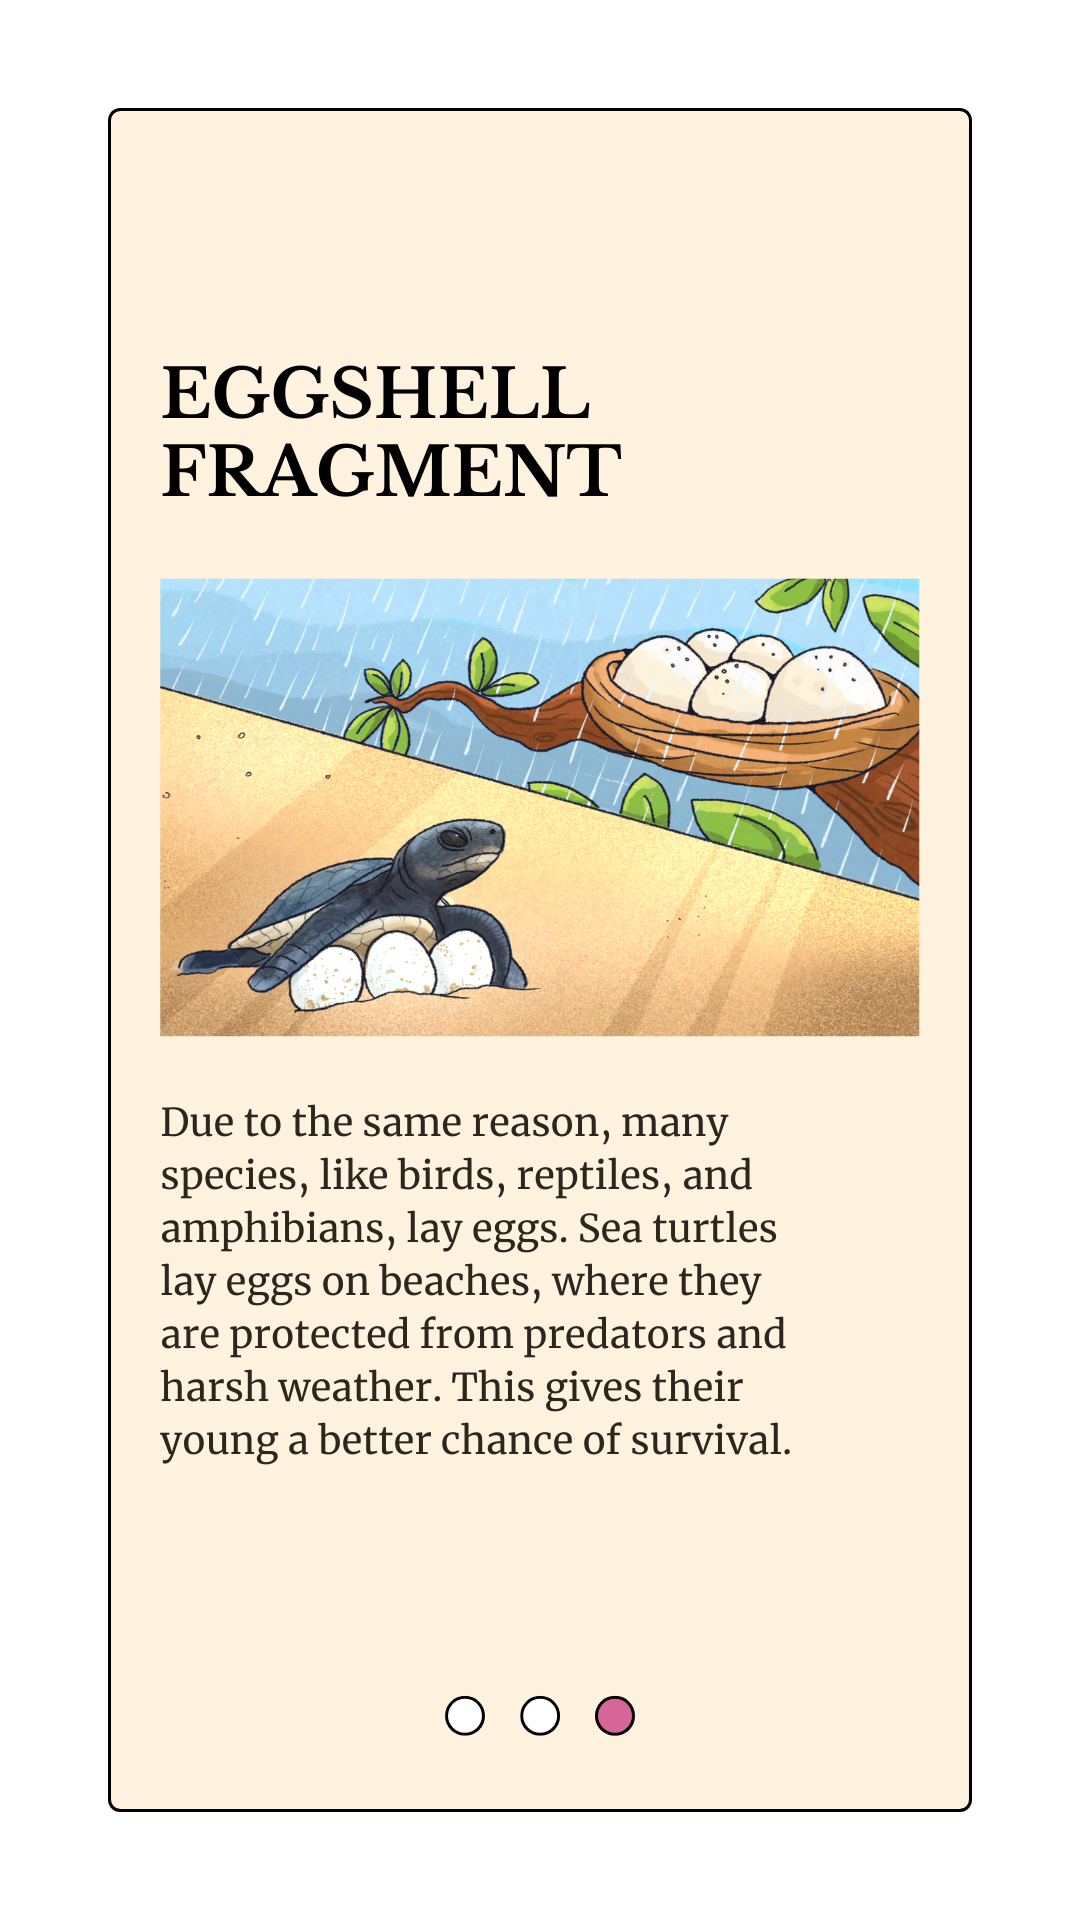 EGGSHELL
FRAGMENT
Due to the same reason, many
species, like birds, reptiles, and
amphibians, lay eggs. Sea turtles
lay eggs on beaches, where they
are protected from predators and
harsh weather. This gives their
young a better chance of survival.